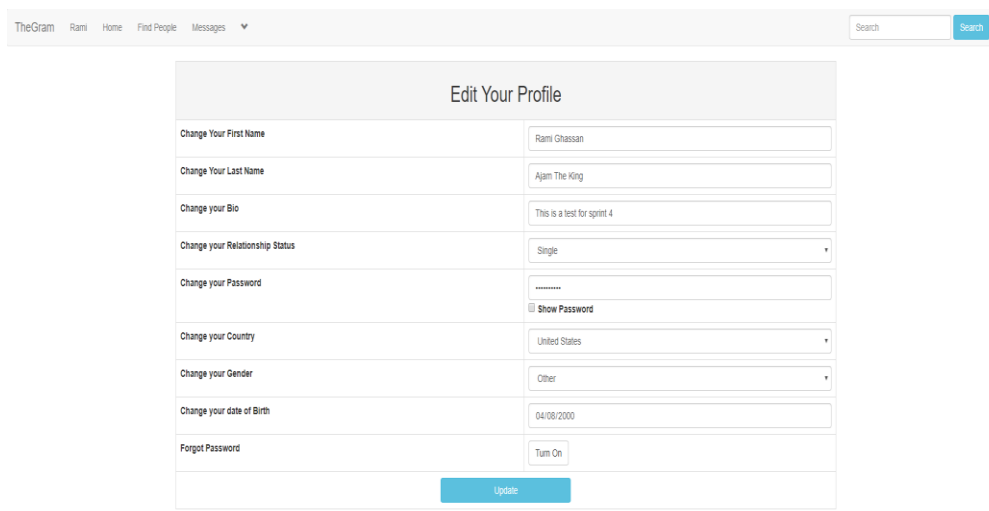 TheGram Rami Home Find People Messages Search Search
Edit Your Profile
Change Your First Name Rami Ghassan
Change Your Last Name Ajam The King
Change your Bio This is a test for sprint 4
Change your Relationship Status Single
Change your Password ••••••••••
Show Password
Change your Country United States
Change your Gender Other
Change your date of Birth 04/08/2000
Forgot Password Turn On
Update